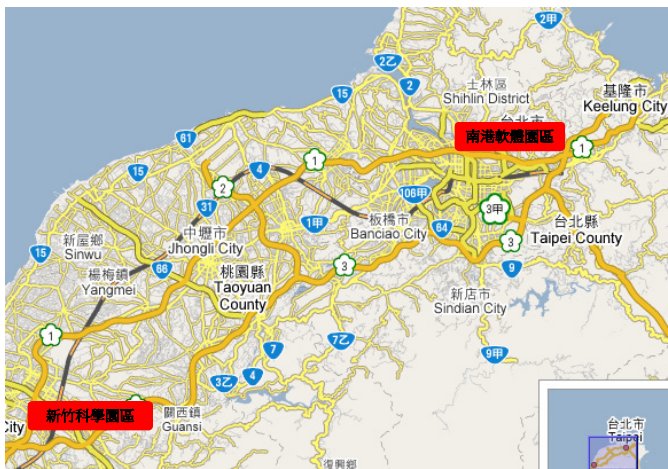 2甲
2乙
2
15
士林區
Shihlin District
基隆市
Keelung City
台北市
南港軟體園區
61
1
1
15
4
2
106甲
3甲
31
1甲
板橋市
Banciao City
64
台北縣
Taipei County
3
新屋鄉
Sinwu
中壢市
Jhongli City
15
66
3
9
楊梅鎮
Yangmei
桃園縣
Taoyuan
County
新店市
Sindian City
1
7
7乙
9甲
3乙
4
新竹科學園區
關西鎮
Guansi
City
台北市
Taipei
復興鄉